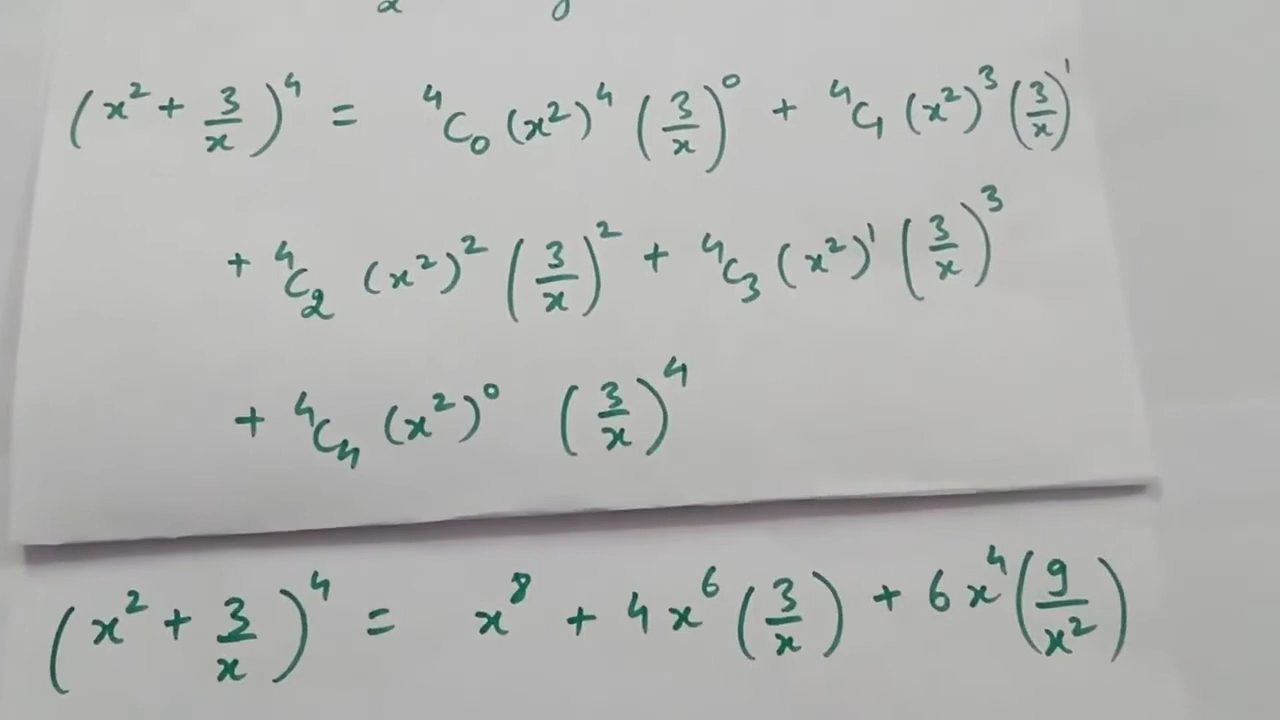 (x² + 3/x)⁴ = ⁴C₀ (x²)⁴ (3/x)⁰ + ⁴C₁ (x²)³ (3/x)¹
+ ⁴C₂ (x²)² (3/x)² + ⁴C₃ (x²)¹ (3/x)³
+ ⁴C₄ (x²)⁰ (3/x)⁴
(x² + 3/x)⁴ = x⁸ + 4x⁶ (3/x) + 6x⁴ (9/x²)